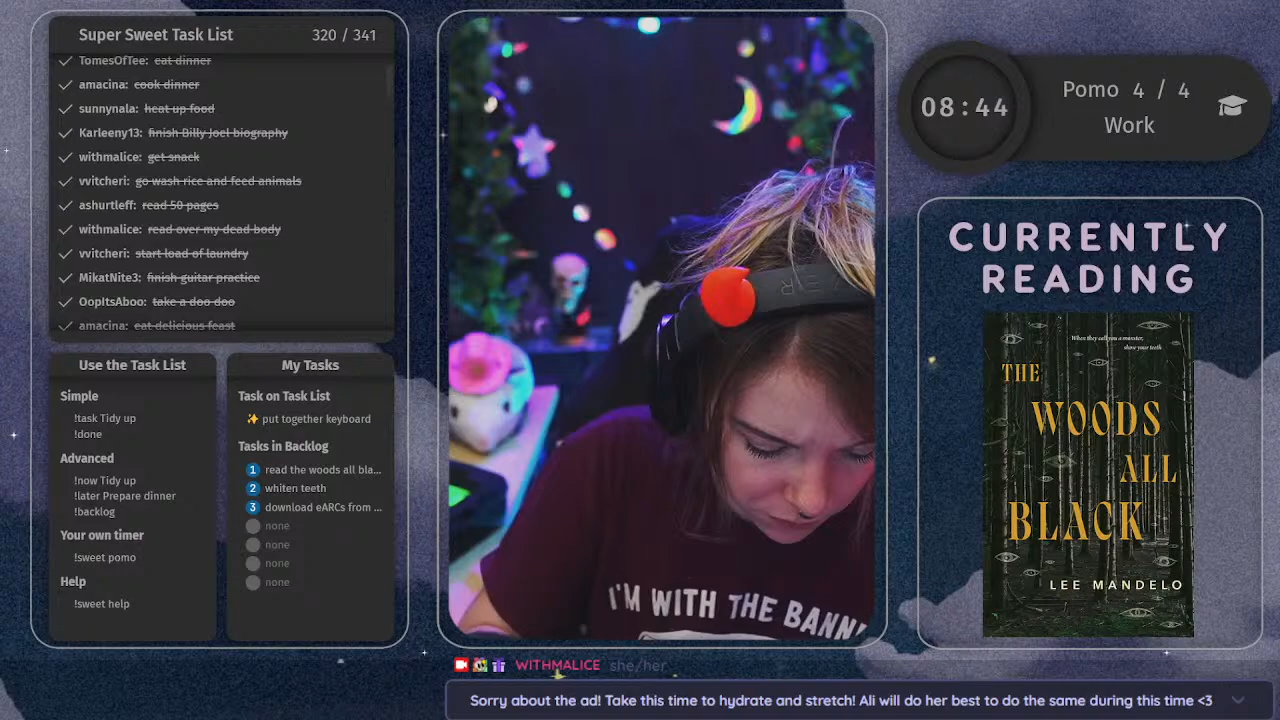 Super Sweet Task List 320 / 341
TomesOfTee: eat dinner
amacina: cook dinner
sunnynala: heat up food
Karleeny13: finish Billy Joel biography
withmalice: get snack
vvitcheri: go wash rice and feed animals
ashurtleff: read 50 pages
withmalice: read over my dead body
vvitcheri: start load of laundry
MikatNite3: finish guitar practice
OopItsAboo: take a doo doo
amacina: eat delicious feast
Use the Task List
Simple
!task Tidy up
!done
Advanced
!now Tidy up
!later Prepare dinner
!backlog
Your own timer
!sweet pomo
Help
!sweet help
My Tasks
Task on Task List
✨ put together keyboard
Tasks in Backlog
1 read the woods all bla...
2 whiten teeth
3 download eARCs from ...
none
none
none
none
I'M WITH THE BANN
WITHMALICE she/her
Sorry about the ad! Take this time to hydrate and stretch! Ali will do her best to do the same during this time <3
08:44
Pomo 4 / 4
Work
CURRENTLY
READING
When they call you a monster,
show your teeth
THE
WOODS
ALL
BLACK
LEE MANDELO